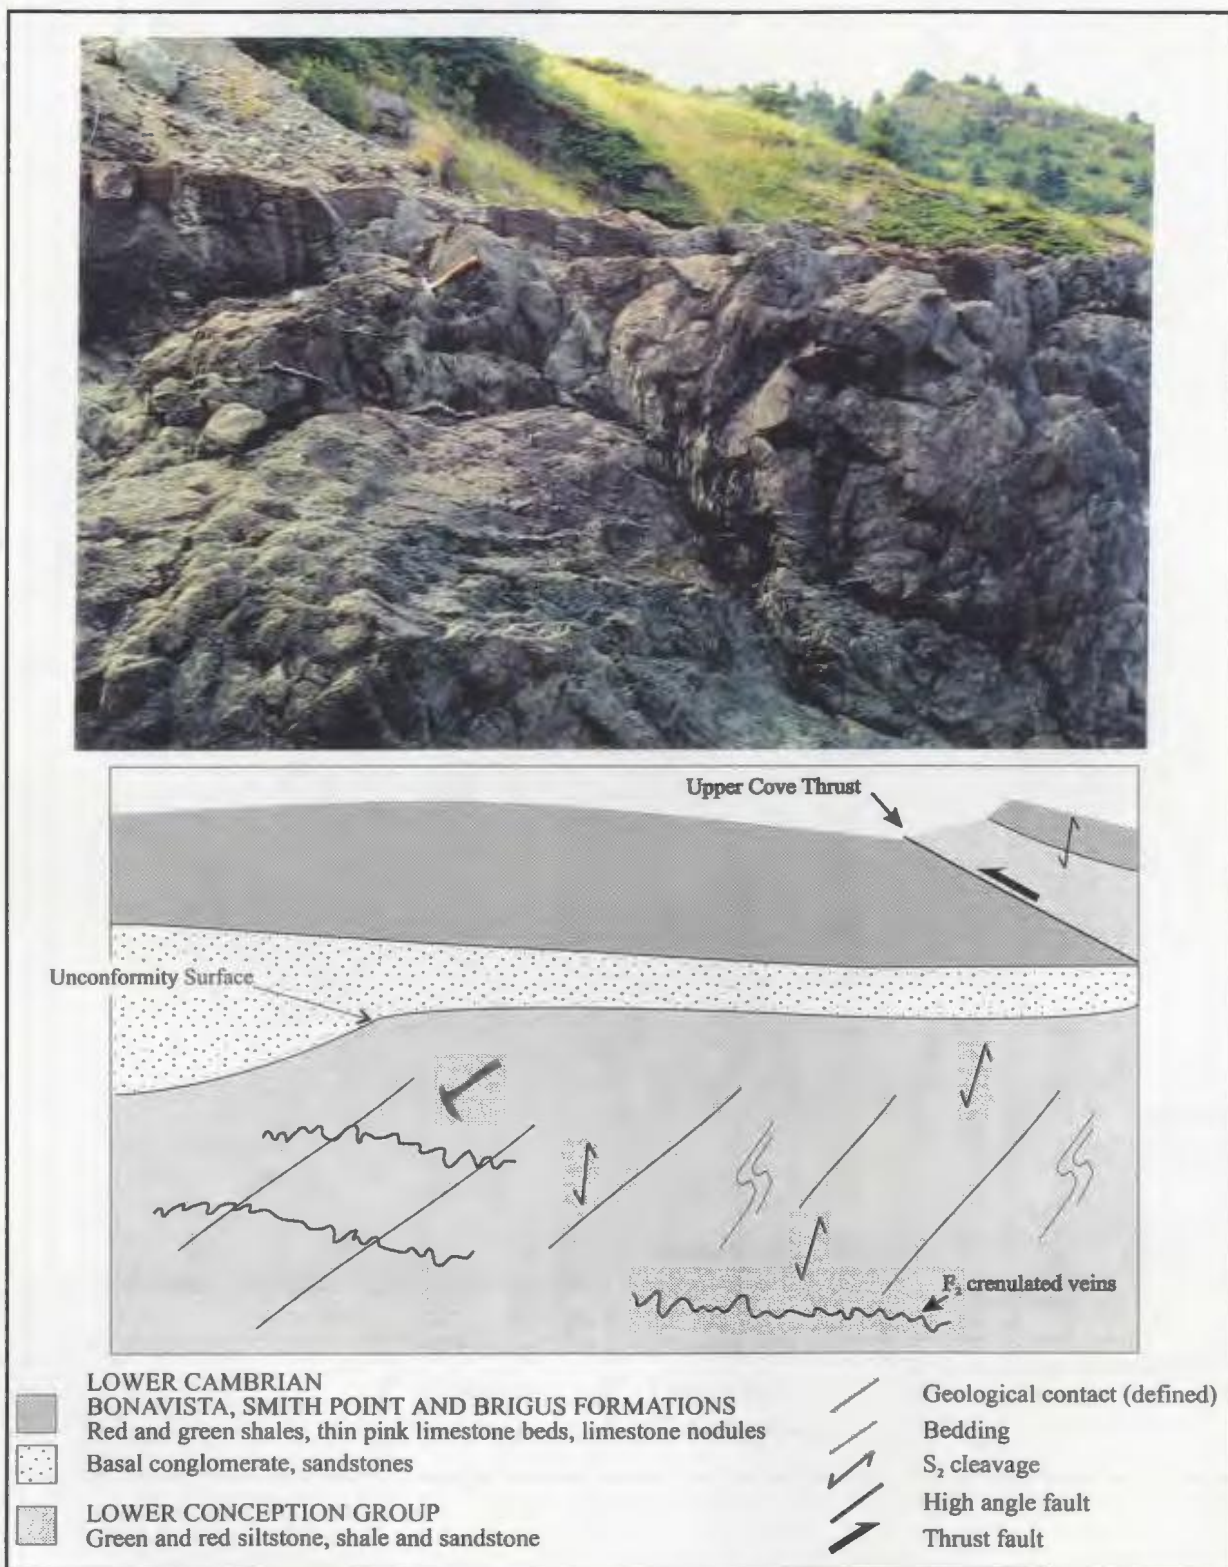 Upper Cove Thrust
Unconformity Surface
F₂ crenulated veins
LOWER CAMBRIAN
BONAVISTA, SMITH POINT AND BRIGUS FORMATIONS
Red and green shales, thin pink limestone beds, limestone nodules
Basal conglomerate, sandstones
LOWER CONCEPTION GROUP
Green and red siltstone, shale and sandstone
Geological contact (defined)
Bedding
S₂ cleavage
High angle fault
Thrust fault